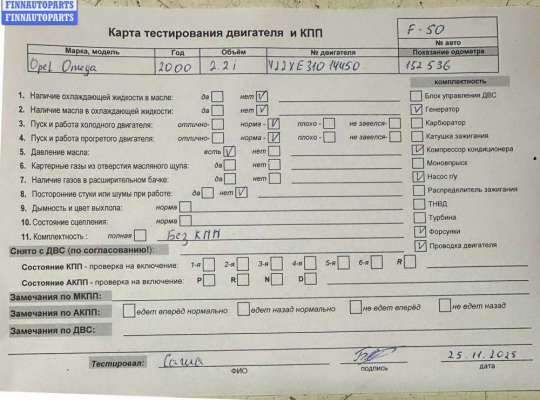 FINNAUTOPARTS
FINNAUTOPARTS
Карта тестирования двигателя и КПП
F-50
№ авто
Марка, модель Год Объём № двигателя Показание одометра
Opel Omega 2000 2.2i Y22XE31014450 152 536
комплектность
1. Наличие охлаждающей жидкости в масле: да нет V
Блок управления ДВС
2. Наличие масла в охлаждающей жидкости: да нет V
V Генератор
3. Пуск и работа холодного двигателя: отлично- норма - V плохо - не завелся-
Карбюратор
4. Пуск и работа прогретого двигателя: отлично- норма - V плохо - не завелся-
Катушка зажигания
5. Давление масла: есть V нет
V Компрессор кондиционера
6. Картерные газы из отверстия масляного щупа: да нет
Моновпрыск
7. Наличие газов в расширительном бачке: да нет
V Насос г/у
8. Посторонние стуки или шумы при работе: да нет V
Распределитель зажигания
9. Дымность и цвет выхлопа: норма
ТНВД
10. Состояние сцепления: норма
Турбина
11. Комплектность : полная Без КПП
V Форсунки
Снято с ДВС (по согласованию!):
V Проводка двигателя
Состояние КПП - проверка на включение: 1-я 2-я 3-я 4-я 5-я 6-я R
Состояние АКПП - проверка на включение: P R N D
Замечания по МКПП:
Замечания по АКПП: едет вперёд нормально едет назад нормально не едет вперёд не едет назад
Замечания по ДВС:
Тестировал: Саша 25.11.2025
ФИО подпись дата